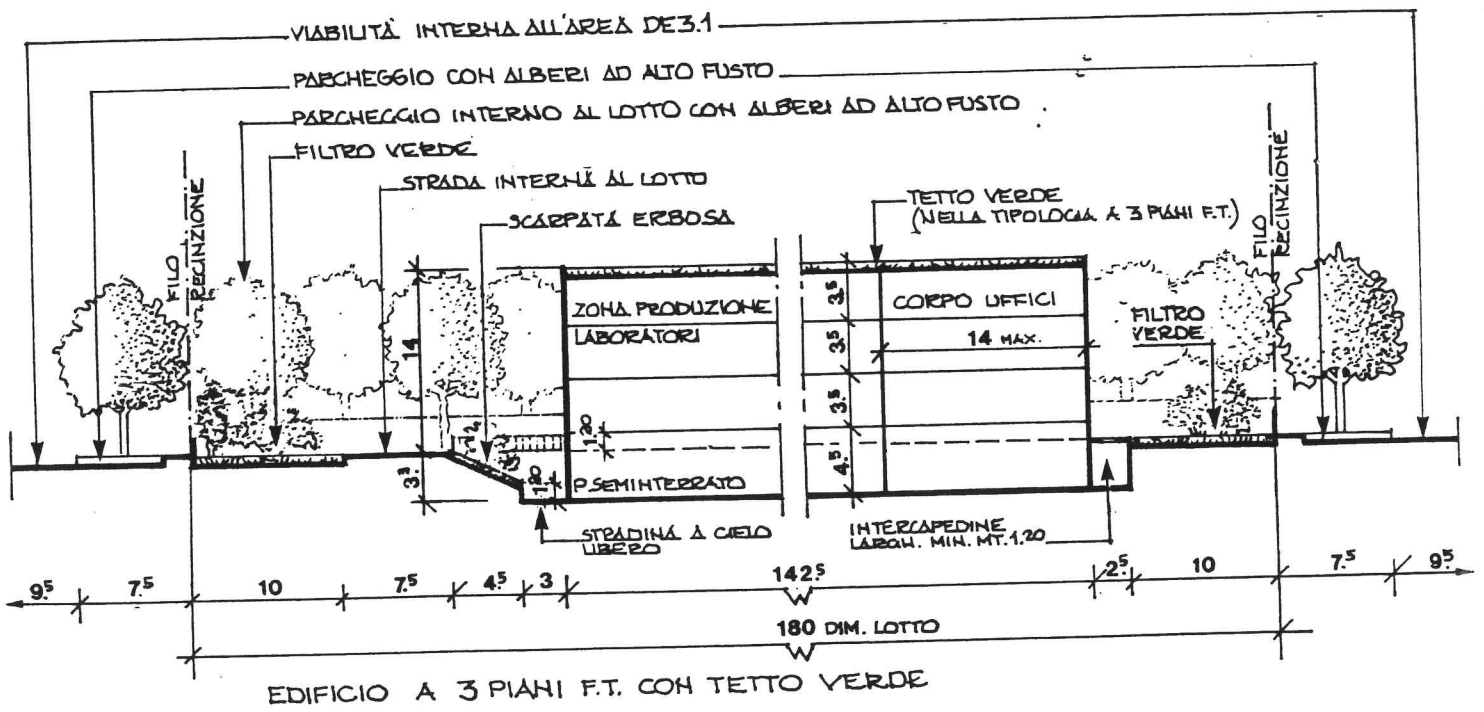 VIABILITÀ INTERNA ALL'AREA DE3.1
PARCHEGGIO CON ALBERI AD ALTO FUSTO
PARCHEGGIO INTERNO AL LOTTO CON ALBERI AD ALTO FUSTO
FILTRO VERDE
STRADA INTERNA AL LOTTO
SCARPATA ERBOSA
FILO
RECINZIONE
TETTO VERDE
(NELLA TIPOLOGIA A 3 PIANI F.T.)
FILO
RECINZIONE
ZONA PRODUZIONE
LABORATORI
CORPO UFFICI
14 MAX.
FILTRO
VERDE
14
3.5
3.5
3.5
3.5
4.5
1.20
1.20
P. SEMINTERRATO
STRADINA A CIELO
LIBERO
INTERCAPEDINE
LARGH. MIN. MT. 1.20
9.5 7.5 10 7.5 4.5 3 142.5 2.5 10 7.5 9.5
180 DIM. LOTTO
EDIFICIO A 3 PIANI F.T. CON TETTO VERDE